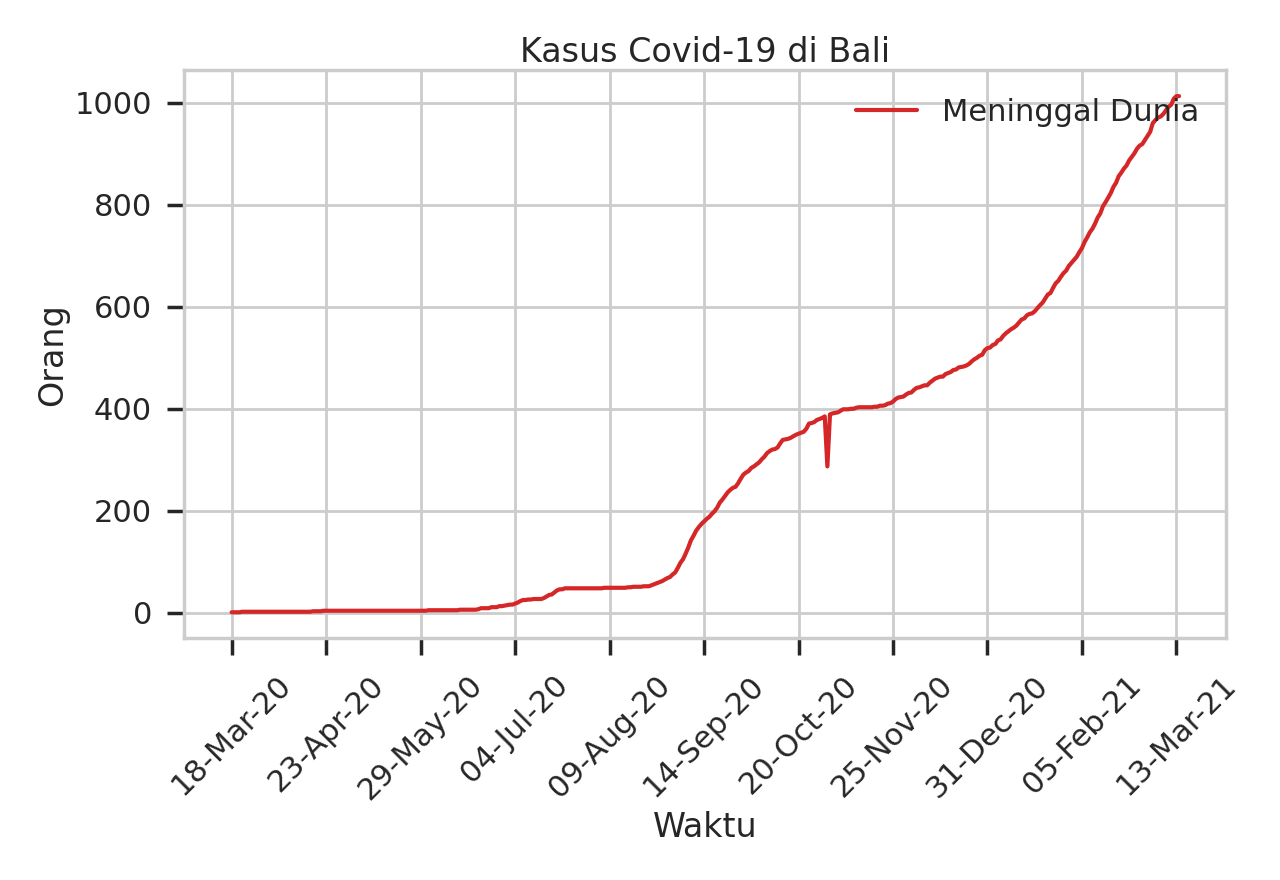 Kasus Covid-19 di Bali
Meninggal Dunia
Orang
1000
800
600
400
200
0
18-Mar-20
23-Apr-20
29-May-20
04-Jul-20
09-Aug-20
14-Sep-20
20-Oct-20
25-Nov-20
31-Dec-20
05-Feb-21
13-Mar-21
Waktu